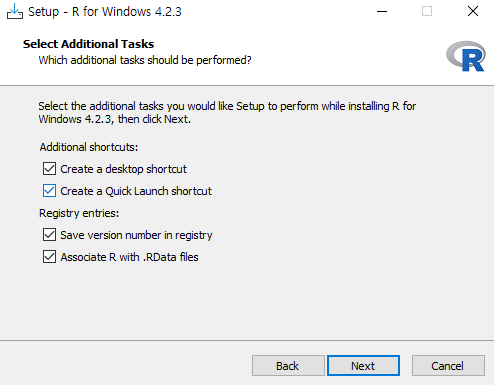 Setup - R for Windows 4.2.3
Select Additional Tasks
Which additional tasks should be performed?
R
Select the additional tasks you would like Setup to perform while installing R for
Windows 4.2.3, then click Next.
Additional shortcuts:
Create a desktop shortcut
Create a Quick Launch shortcut
Registry entries:
Save version number in registry
Associate R with .RData files
Back
Next
Cancel